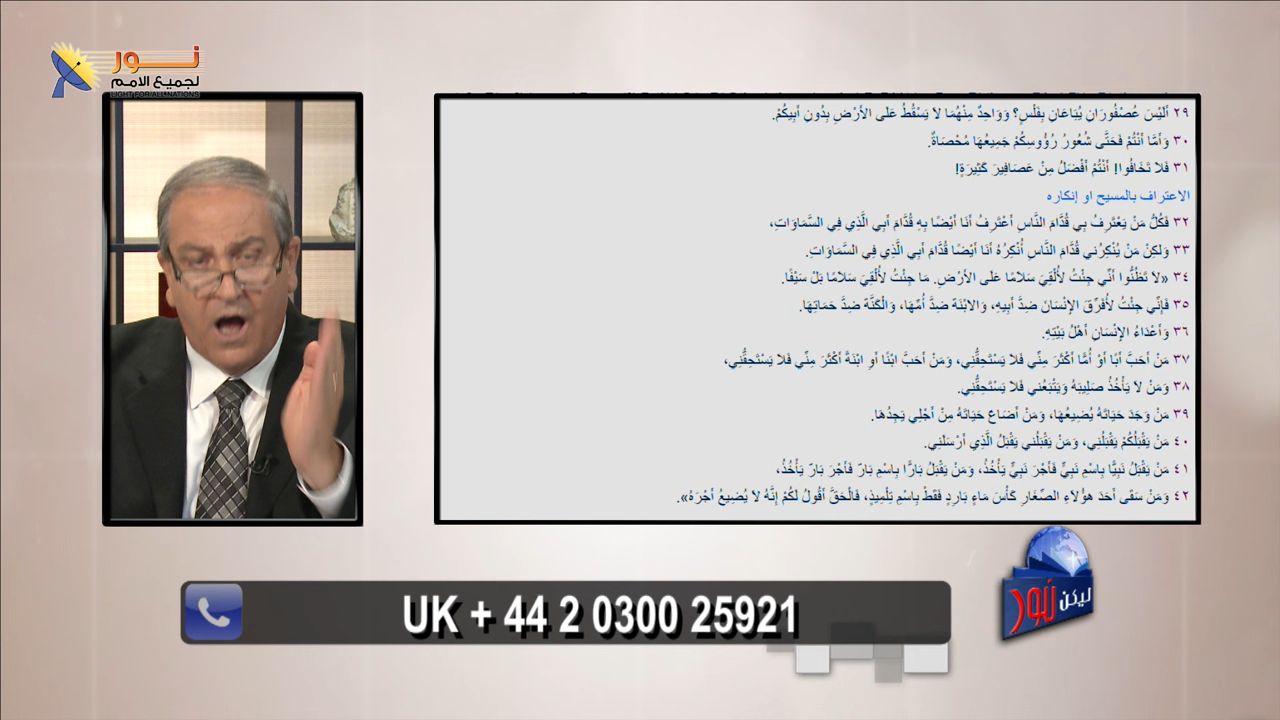 نور
لجميع الامم
LIGHT FOR ALL NATIONS
٢٩ أَلَيْسَ عُصْفُورَانِ يُبَاعَانِ بِفَلْسٍ؟ وَوَاحِدٌ مِنْهُمَا لاَ يَسْقُطُ عَلَى الأَرْضِ بِدُونِ أَبِيكُمْ.
٣٠ وَأَمَّا أَنْتُمْ فَحَتَّى شُعُورُ رُؤُوسِكُمْ جَمِيعُهَا مُحْصَاةٌ.
٣١ فَلاَ تَخَافُوا! أَنْتُمْ أَفْضَلُ مِنْ عَصَافِيرَ كَثِيرَةٍ!
الاعتراف بالمسيح او إنكاره
٣٢ فَكُلُّ مَنْ يَعْتَرِفُ بِي قُدَّامَ النَّاسِ أَعْتَرِفُ أَنَا أَيْضًا بِهِ قُدَّامَ أَبِي الَّذِي فِي السَّمَاوَاتِ،
٣٣ وَلكِنْ مَنْ يُنْكِرُني قُدَّامَ النَّاسِ أُنْكِرُهُ أَنَا أَيْضًا قُدَّامَ أَبِي الَّذِي فِي السَّمَاوَاتِ.
٣٤ «لاَ تَظُنُّوا أَنِّي جِئْتُ لأُلْقِيَ سَلاَمًا عَلَى الأَرْضِ. مَا جِئْتُ لأُلْقِيَ سَلاَمًا بَلْ سَيْفًا.
٣٥ فَإِنِّي جِئْتُ لأُفَرِّقَ الإِنْسَانَ ضِدَّ أَبِيهِ، وَالابْنَةَ ضِدَّ أُمِّهَا، وَالْكَنَّةَ ضِدَّ حَمَاتِهَا.
٣٦ وَأَعْدَاءُ الإِنْسَانِ أَهْلُ بَيْتِهِ.
٣٧ مَنْ أَحَبَّ أَبًا أَوْ أُمًّا أَكْثَرَ مِنِّي فَلاَ يَسْتَحِقُّنِي، وَمَنْ أَحَبَّ ابْنًا أَوِ ابْنَةً أَكْثَرَ مِنِّي فَلاَ يَسْتَحِقُّنِي،
٣٨ وَمَنْ لاَ يَأْخُذُ صَلِيبَهُ وَيَتْبَعُني فَلاَ يَسْتَحِقُّنِي.
٣٩ مَنْ وَجَدَ حَيَاتَهُ يُضِيعُهَا، وَمَنْ أَضَاعَ حَيَاتَهُ مِنْ أَجْلِي يَجِدُهَا.
٤٠ مَنْ يَقْبَلُكُمْ يَقْبَلُنِي، وَمَنْ يَقْبَلُني يَقْبَلُ الَّذِي أَرْسَلَنِي.
٤١ مَنْ يَقْبَلُ نَبِيًّا بِاسْمِ نَبِيٍّ فَأَجْرَ نَبِيٍّ يَأْخُذُ، وَمَنْ يَقْبَلُ بَارًّا بِاسْمِ بَارّ فَأَجْرَ بَارّ يَأْخُذُ،
٤٢ وَمَنْ سَقَى أَحَدَ هؤُلاَءِ الصِّغَارِ كَأْسَ مَاءٍ بَارِدٍ فَقَطْ بِاسْمِ تِلْمِيذٍ، فَالْحَقَّ أَقُولُ لَكُمْ إِنَّهُ لاَ يُضِيعُ أَجْرَهُ».
UK + 44 2 0300 25921
ليكن نور